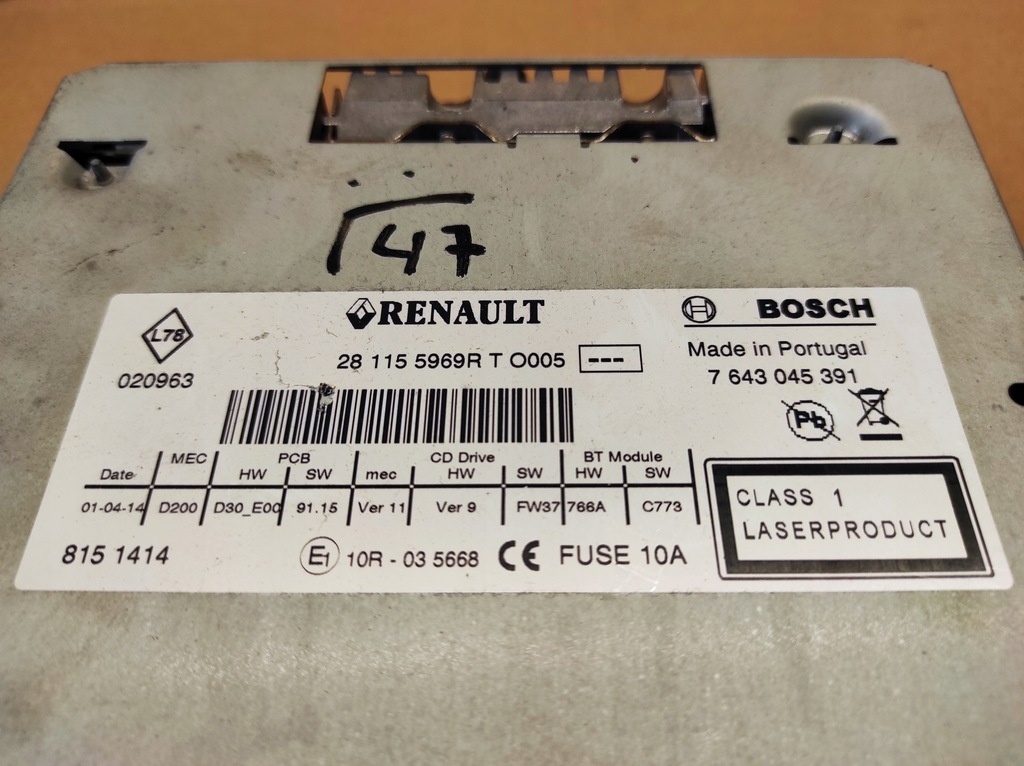 47
L78
020963
RENAULT
28 115 5969R T O005 ---
BOSCH
Made in Portugal
7 643 045 391
Pb
MEC PCB CD Drive BT Module
Date HW SW mec HW SW HW SW
01-04-14 D200 D30_E00 91.15 Ver 11 Ver 9 FW37 766A C773
815 1414
E1 10R - 03 5668 CE FUSE 10A
CLASS 1
LASERPRODUCT